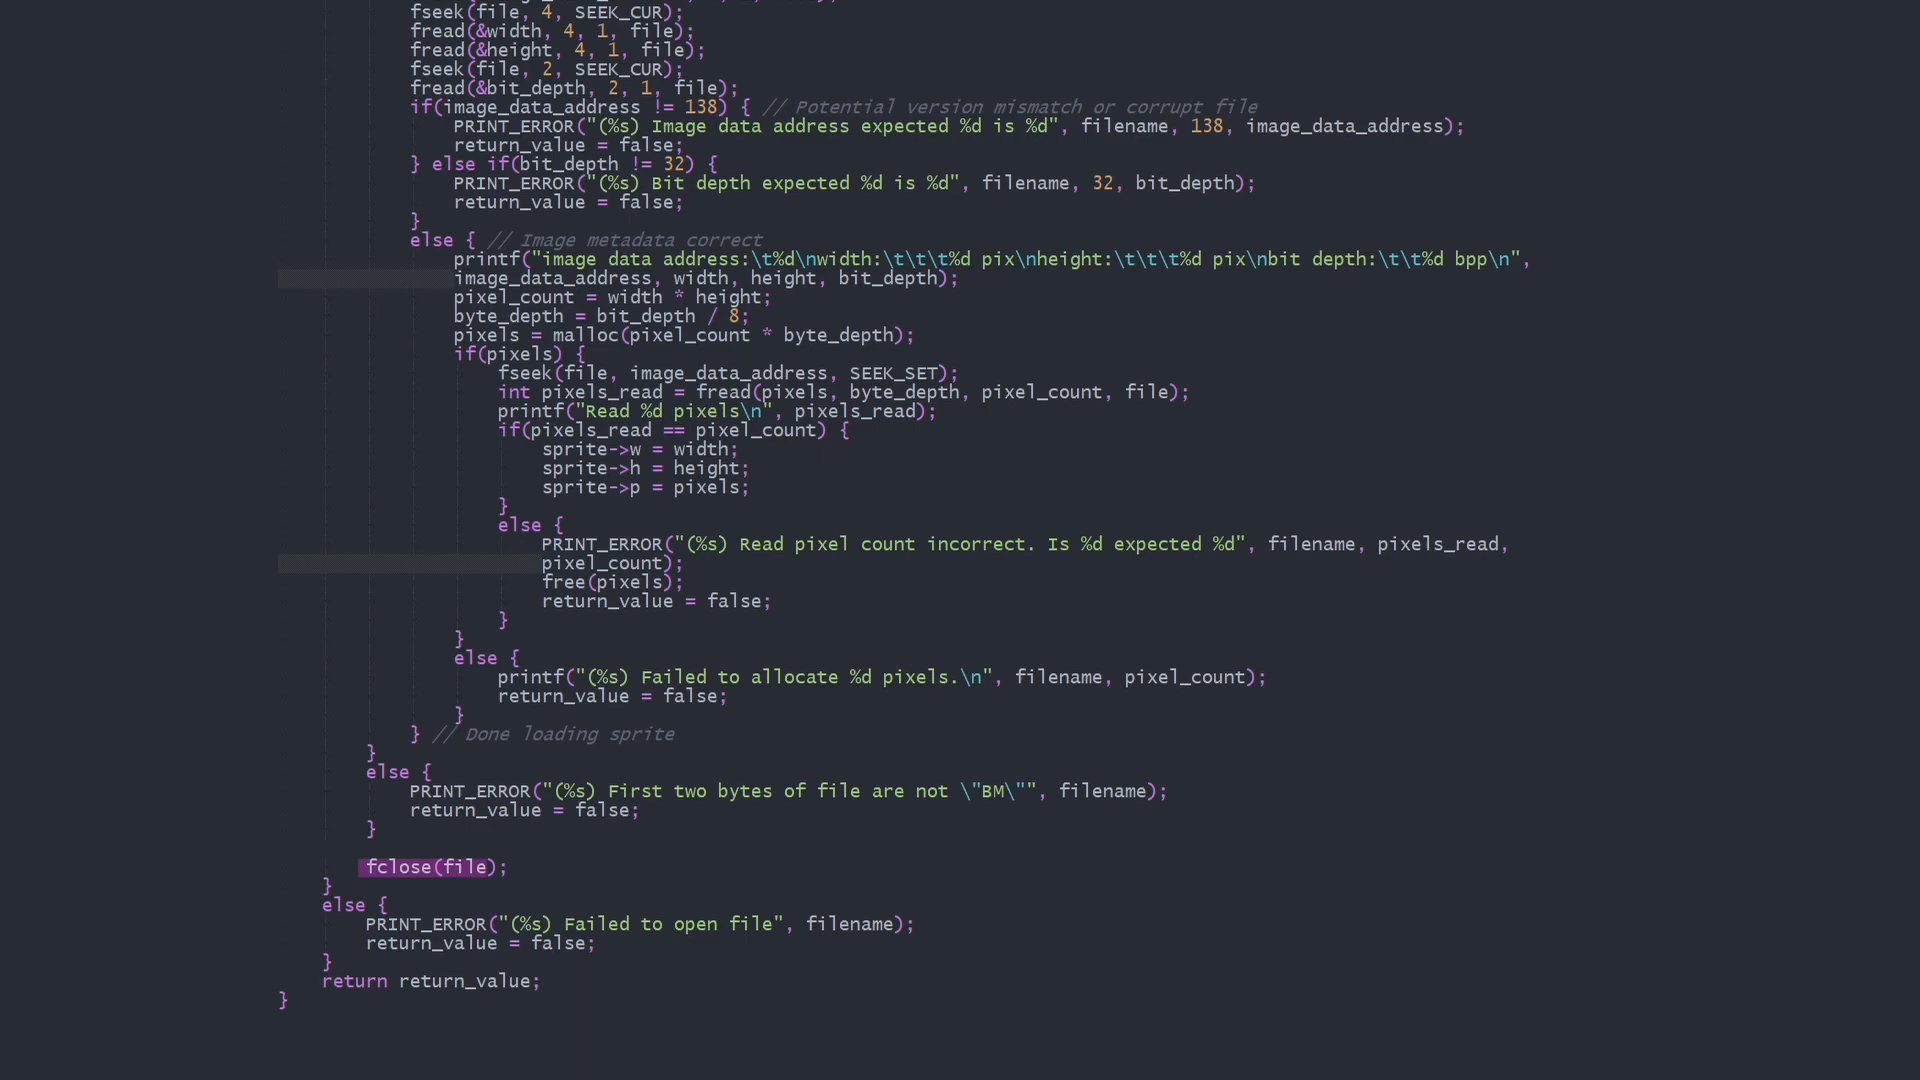 fseek(file, 4, SEEK_CUR);
fread(&width, 4, 1, file);
fread(&height, 4, 1, file);
fseek(file, 2, SEEK_CUR);
fread(&bit_depth, 2, 1, file);
if(image_data_address != 138) { // Potential version mismatch or corrupt file
PRINT_ERROR("(%s) Image data address expected %d is %d", filename, 138, image_data_address);
return_value = false;
} else if(bit_depth != 32) {
PRINT_ERROR("(%s) Bit depth expected %d is %d", filename, 32, bit_depth);
return_value = false;
}
else { // Image metadata correct
printf("image data address:\t%d\nwidth:\t\t\t%d pix\nheight:\t\t\t%d pix\nbit depth:\t\t%d bpp\n",
image_data_address, width, height, bit_depth);
pixel_count = width * height;
byte_depth = bit_depth / 8;
pixels = malloc(pixel_count * byte_depth);
if(pixels) {
fseek(file, image_data_address, SEEK_SET);
int pixels_read = fread(pixels, byte_depth, pixel_count, file);
printf("Read %d pixels\n", pixels_read);
if(pixels_read == pixel_count) {
sprite->w = width;
sprite->h = height;
sprite->p = pixels;
}
else {
PRINT_ERROR("(%s) Read pixel count incorrect. Is %d expected %d", filename, pixels_read,
pixel_count);
free(pixels);
return_value = false;
}
}
else {
printf("(%s) Failed to allocate %d pixels.\n", filename, pixel_count);
return_value = false;
}
} // Done loading sprite
}
else {
PRINT_ERROR("(%s) First two bytes of file are not \"BM\"", filename);
return_value = false;
}
fclose(file);
}
else {
PRINT_ERROR("(%s) Failed to open file", filename);
return_value = false;
}
return return_value;
}